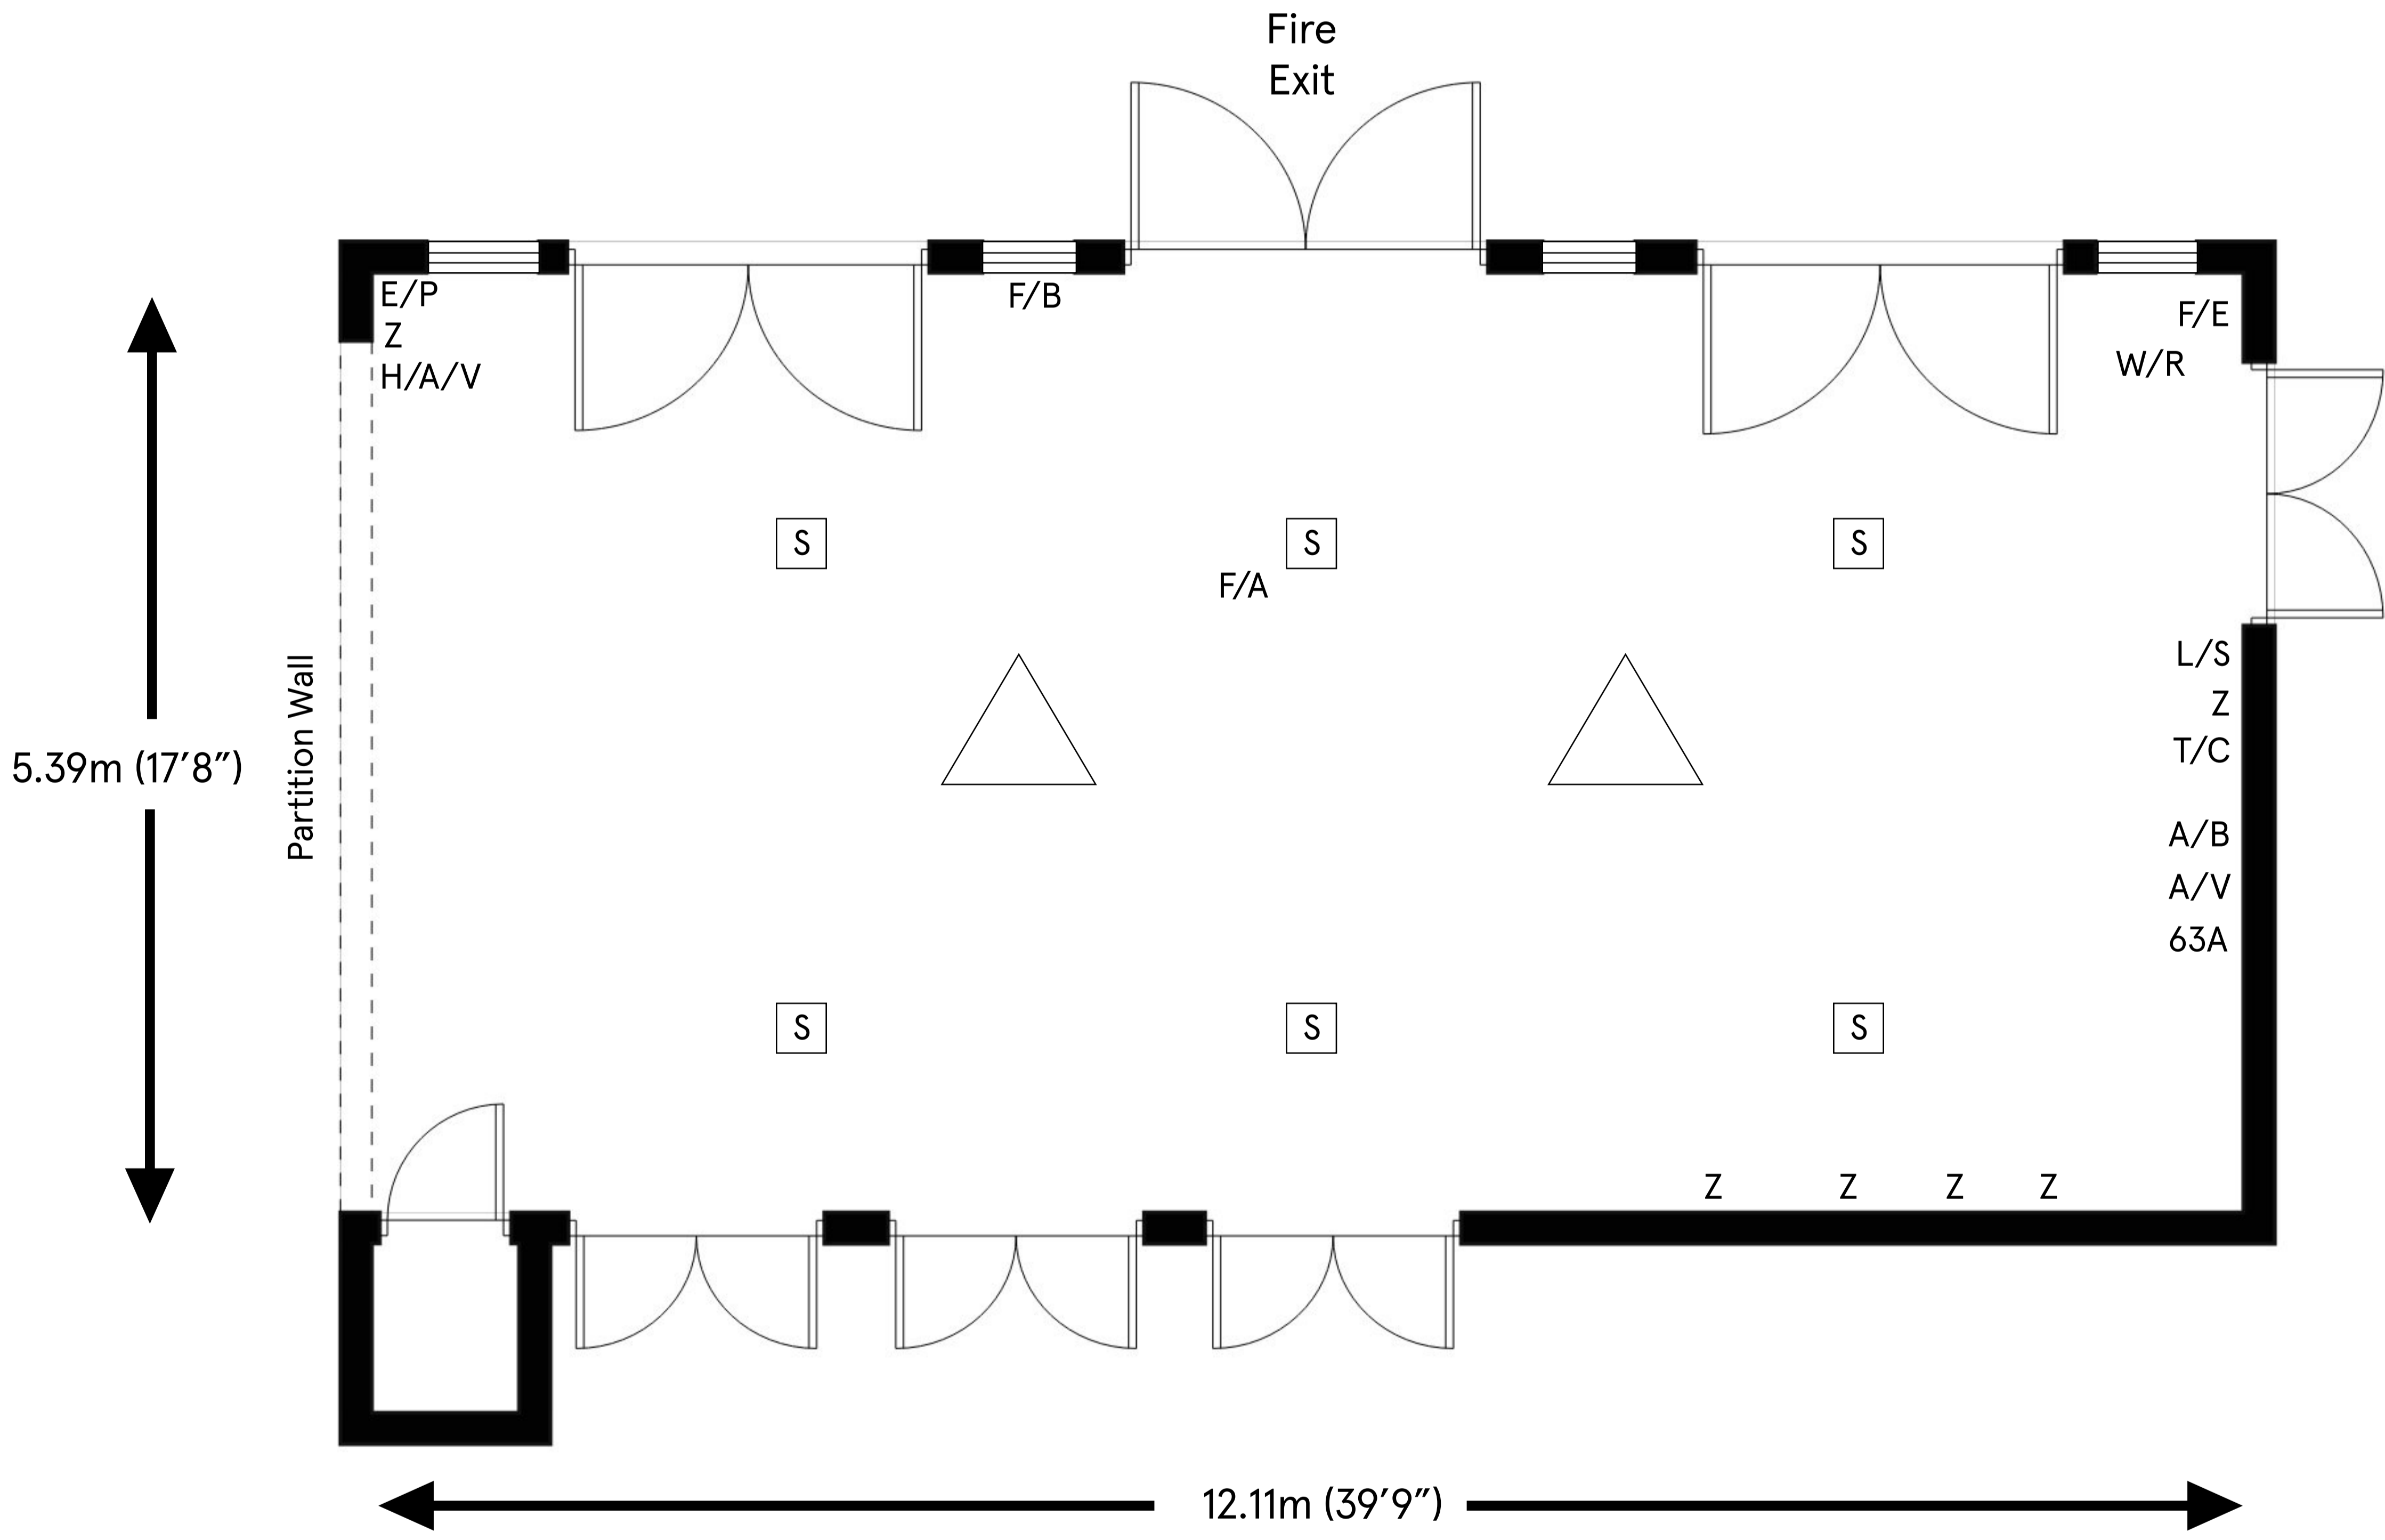 Fire
Exit
E/P
Z
H/A/V
F/B
F/E
W/R
S
S
S
F/A
Partition Wall
5.39m (17’8”)
L/S
Z
T/C
A/B
A/V
63A
S
S
S
Z
Z
Z
Z
12.11m (39’9”)